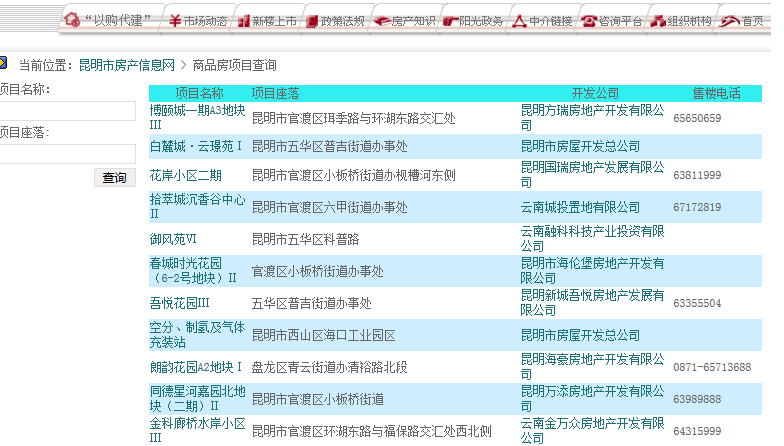 “以购代建” 市场动态 新楼上市 政策法规 房产知识 阳光政务 中介链接 咨询平台 组织机构 首页
当前位置: 昆明市房产信息网 > 商品房项目查询
项目名称:
项目座落:
查询
项目名称 项目座落 开发公司 售楼电话
博颐城一期A3地块
III
昆明市官渡区珥季路与环湖东路交汇处
昆明方瑞房地产开发有限公
司
65650659
白麓城·云璟苑Ⅰ 昆明市五华区普吉街道办事处 昆明市房屋开发总公司
花岸小区二期 昆明市官渡区小板桥街道办枧槽河东侧
昆明国瑞房地产发展有限公
司
63811999
拾翠城沉香谷中心
II
昆明市官渡区六甲街道办事处 云南城投置地有限公司 67172819
御风苑Ⅵ 昆明市五华区科普路
云南融科科技产业投资有限
公司
春城时光花园
(6-2号地块)II
官渡区小板桥街道办事处
昆明市海伦堡房地产开发有
限公司
吾悦花园III 五华区普吉街道办事处
昆明新城吾悦房地产发展有
限公司
63355504
空分、制氢及气体
充装站
昆明市西山区海口工业园区 昆明市房屋开发总公司
朗韵花园A2地块Ⅰ 盘龙区青云街道办清裕路北段
昆明海豪房地产开发有限公
司
0871-65713688
同德星河嘉园北地
块（二期）II
昆明市官渡区小板桥街道
昆明万添房地产开发有限公
司
63989888
金科廊桥水岸小区
III
昆明市官渡区环湖东路与福保路交汇处西北侧
云南金万众房地产开发有限
公司
64315999